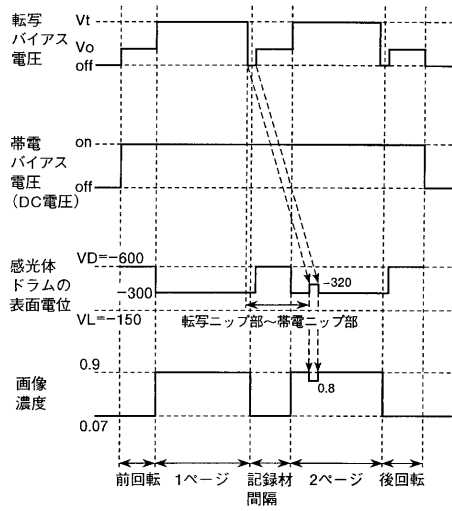 転写
バイアス
電圧
Vt
Vo
off
帯電
バイアス
電圧
(DC電圧)
on
off
感光体
ドラムの
表面電位
VD=−600
−300
−320
VL=−150
転写ニップ部〜帯電ニップ部
画像
濃度
0.9
0.8
0.07
前回転
1ページ
記録材
間隔
2ページ
後回転